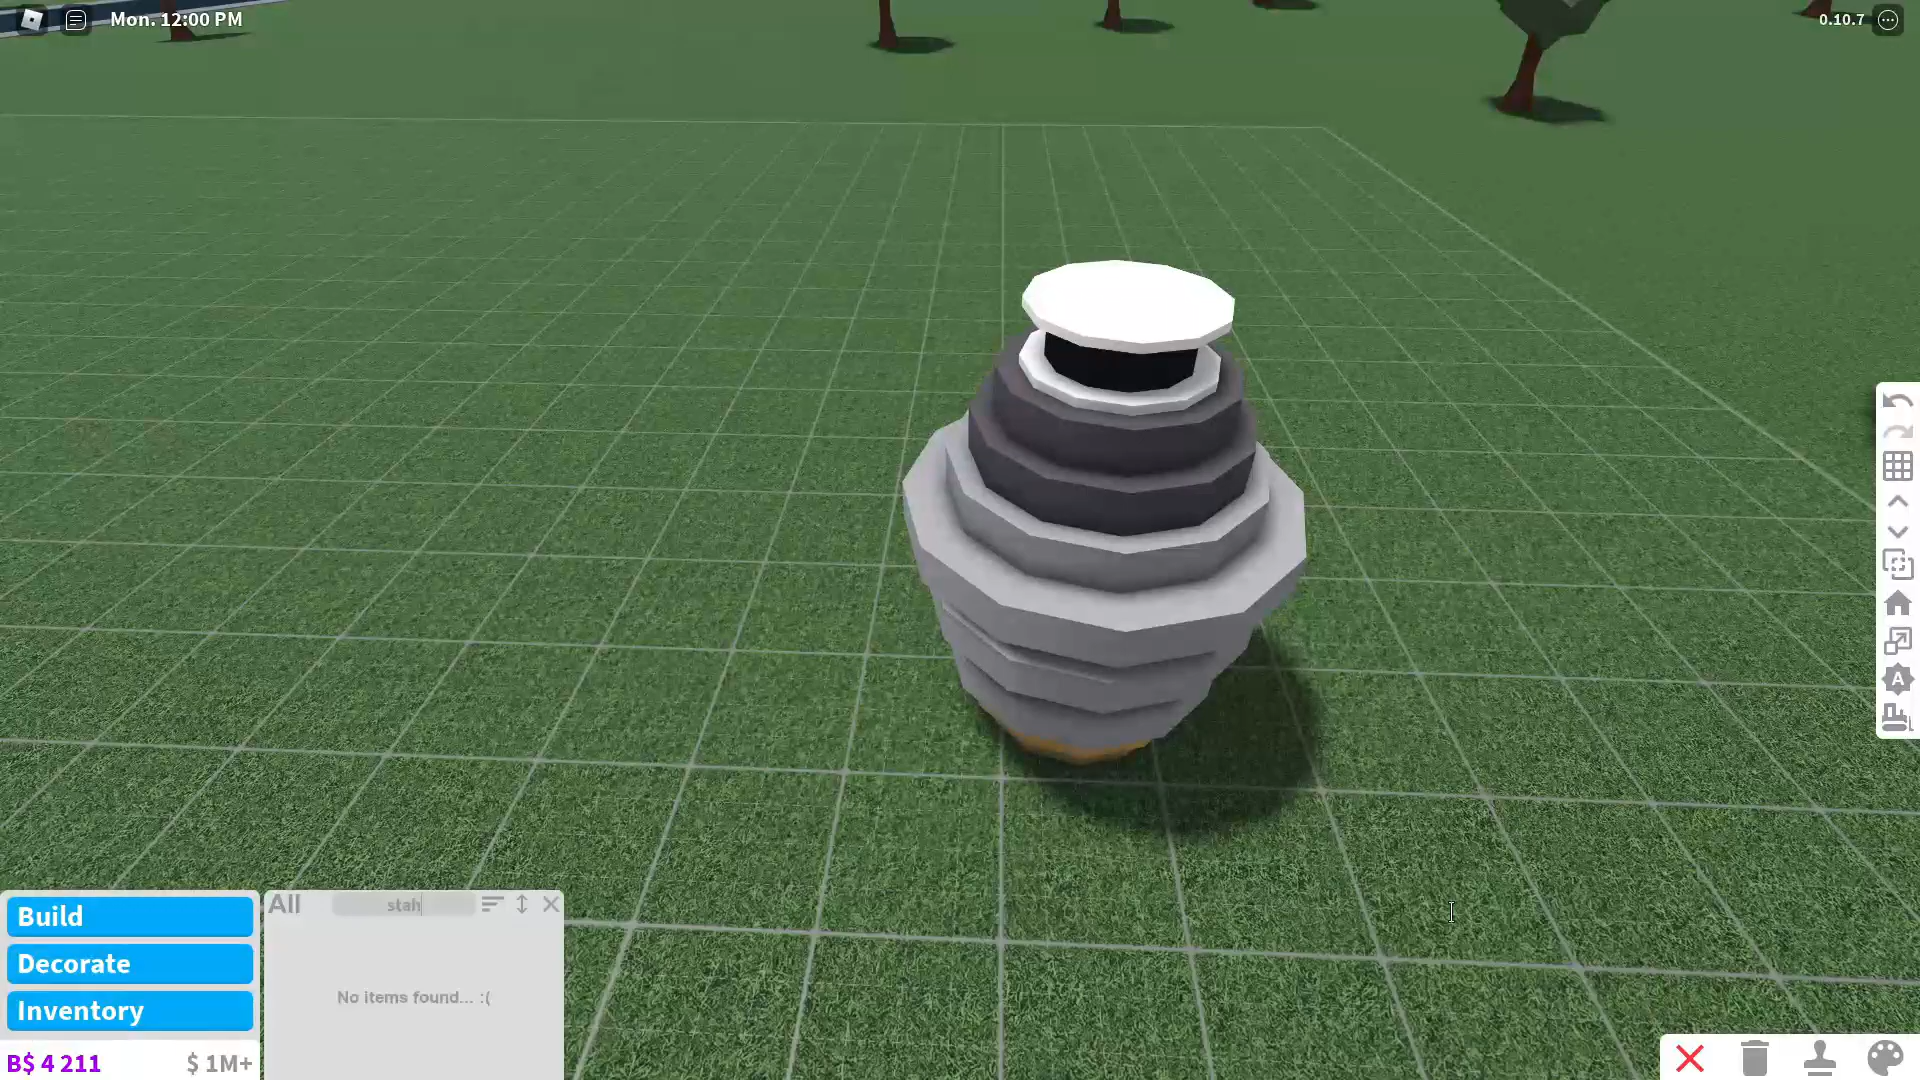 Mon. 12:00 PM
0.10.7
A
Build
Decorate
Inventory
B$ 4 211
$ 1M+
All
stah
No items found... :(